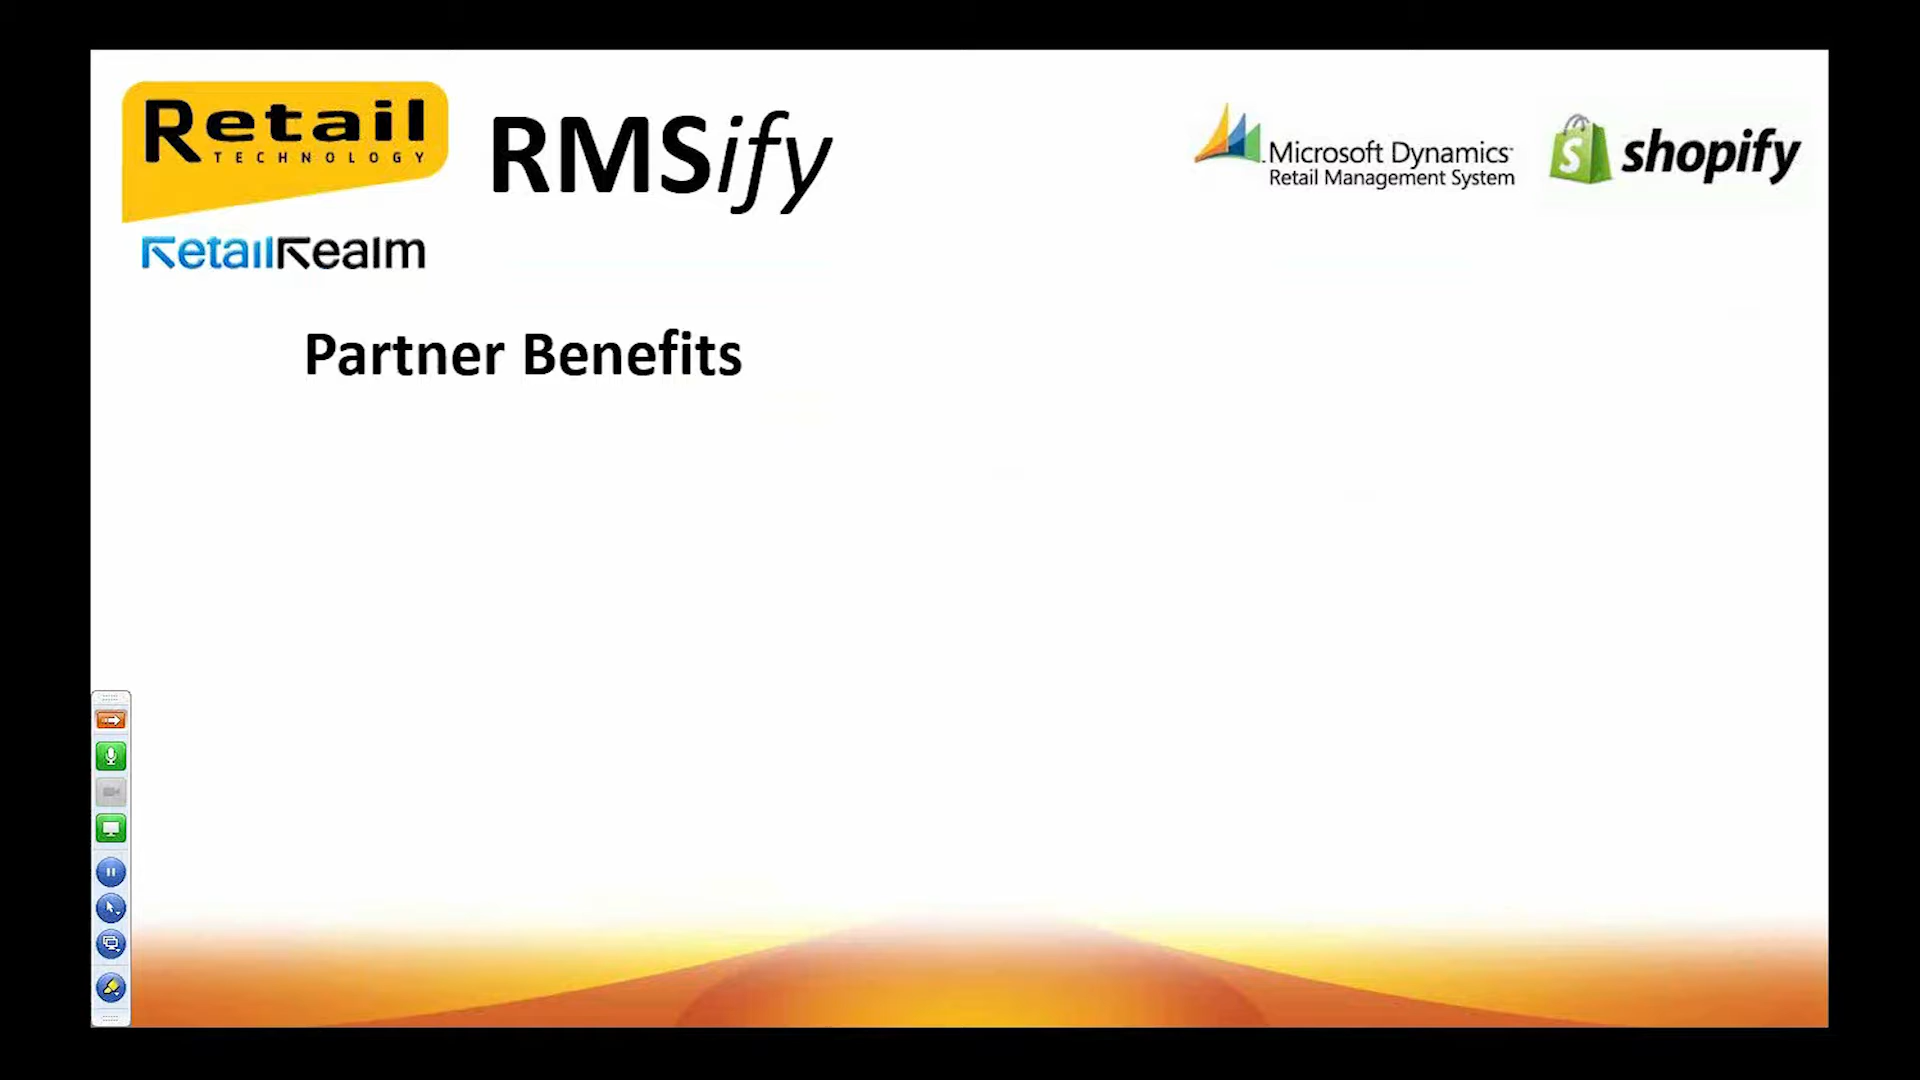 Retail
TECHNOLOGY
RetailRealm
RMSify
Microsoft Dynamics
Retail Management System
shopify
Partner Benefits